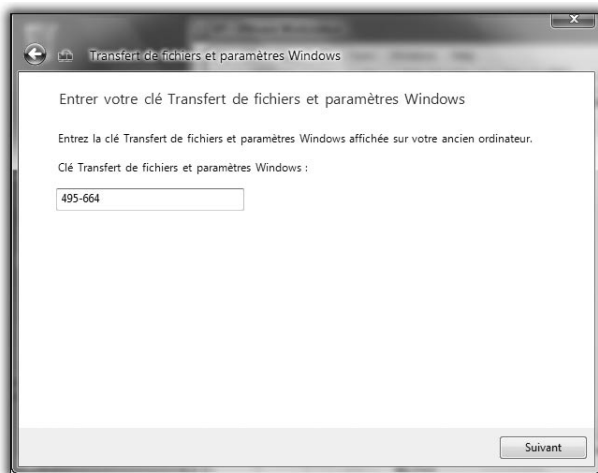 Transfert de fichiers et paramètres Windows
Entrer votre clé Transfert de fichiers et paramètres Windows
Entrez la clé Transfert de fichiers et paramètres Windows affichée sur votre ancien ordinateur.
Clé Transfert de fichiers et paramètres Windows :
495-664
Suivant